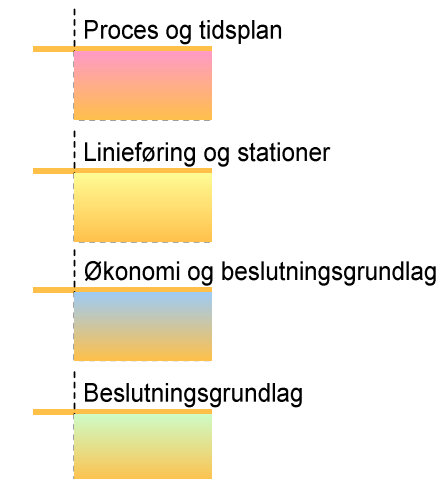 Proces og tidsplan
Linieføring og stationer
Økonomi og beslutningsgrundlag
Beslutningsgrundlag